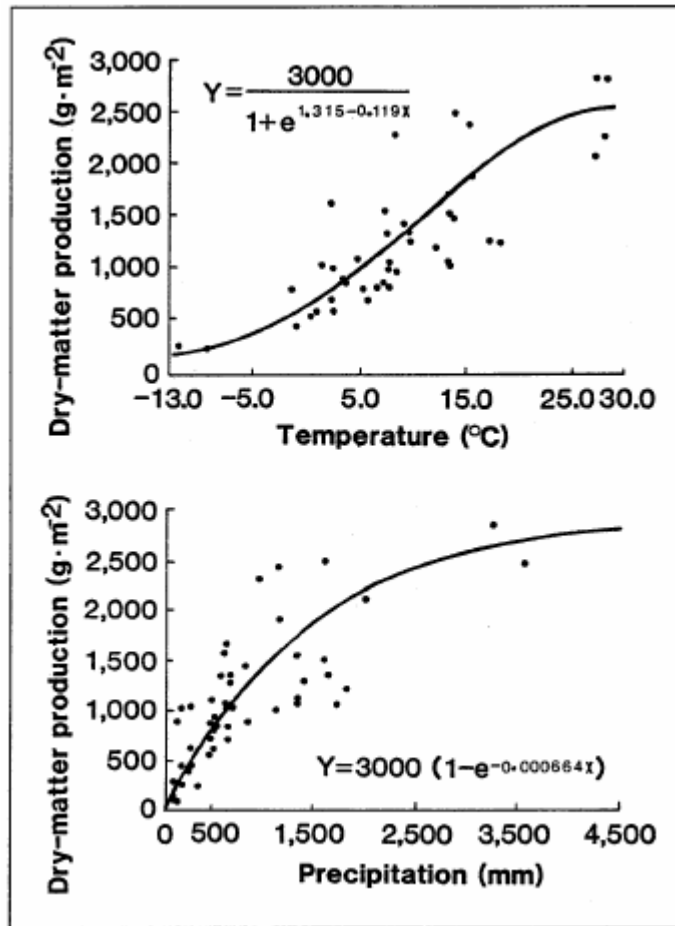 3,000
2,500
2,000
1,500
1,000
500
0
Dry-matter production (g·m⁻²)
Y = 3000 / 1+e^1.315-0.119X
-13.0 -5.0 5.0 15.0 25.0 30.0
Temperature (°C)
3,000
2,500
2,000
1,500
1,000
500
0
Dry-matter production (g·m⁻²)
Y=3000 (1-e^-0.000664X)
0 500 1,500 2,500 3,500 4,500
Precipitation (mm)